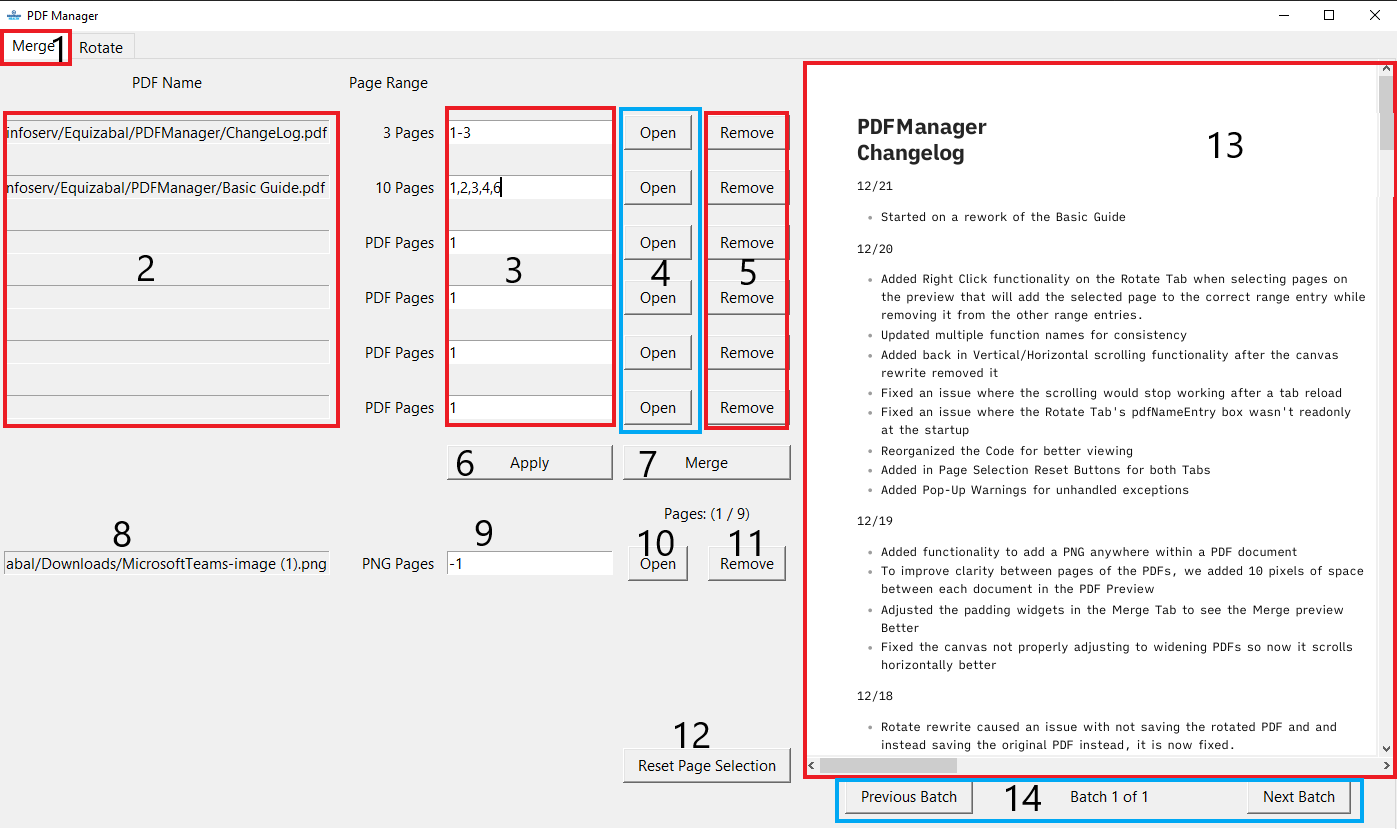 PDF Manager
Merge 1 Rotate
PDF Name Page Range
infoserv/Equizabal/PDFManager/ChangeLog.pdf 3 Pages 1-3 Open Remove
nfoserv/Equizabal/PDFManager/Basic Guide.pdf 10 Pages 1,2,3,4,6 Open Remove
PDF Pages 1 Open Remove
2 3 4 5
PDF Pages 1 Open Remove
PDF Pages 1 Open Remove
PDF Pages 1 Open Remove
6 Apply 7 Merge
Pages: (1 / 9)
8 9 10 11
abal/Downloads/MicrosoftTeams-image (1).png PNG Pages -1 Open Remove
12
Reset Page Selection
13
PDFManager
Changelog
12/21
• Started on a rework of the Basic Guide
12/20
• Added Right Click functionality on the Rotate Tab when selecting pages on
the preview that will add the selected page to the correct range entry while
removing it from the other range entries.
• Updated multiple function names for consistency
• Added back in Vertical/Horizontal scrolling functionality after the canvas
rewrite removed it
• Fixed an issue where the scrolling would stop working after a tab reload
• Fixed an issue where the Rotate Tab's pdfNameEntry box wasn't readonly
at the startup
• Reorganized the Code for better viewing
• Added in Page Selection Reset Buttons for both Tabs
• Added Pop-Up Warnings for unhandled exceptions
12/19
• Added functionality to add a PNG anywhere within a PDF document
• To improve clarity between pages of the PDFs, we added 10 pixels of space
between each document in the PDF Preview
• Adjusted the padding widgets in the Merge Tab to see the Merge preview
Better
• Fixed the canvas not properly adjusting to widening PDFs so now it scrolls
horizontally better
12/18
• Rotate rewrite caused an issue with not saving the rotated PDF and and
instead saving the original PDF instead, it is now fixed.
Previous Batch 14 Batch 1 of 1 Next Batch